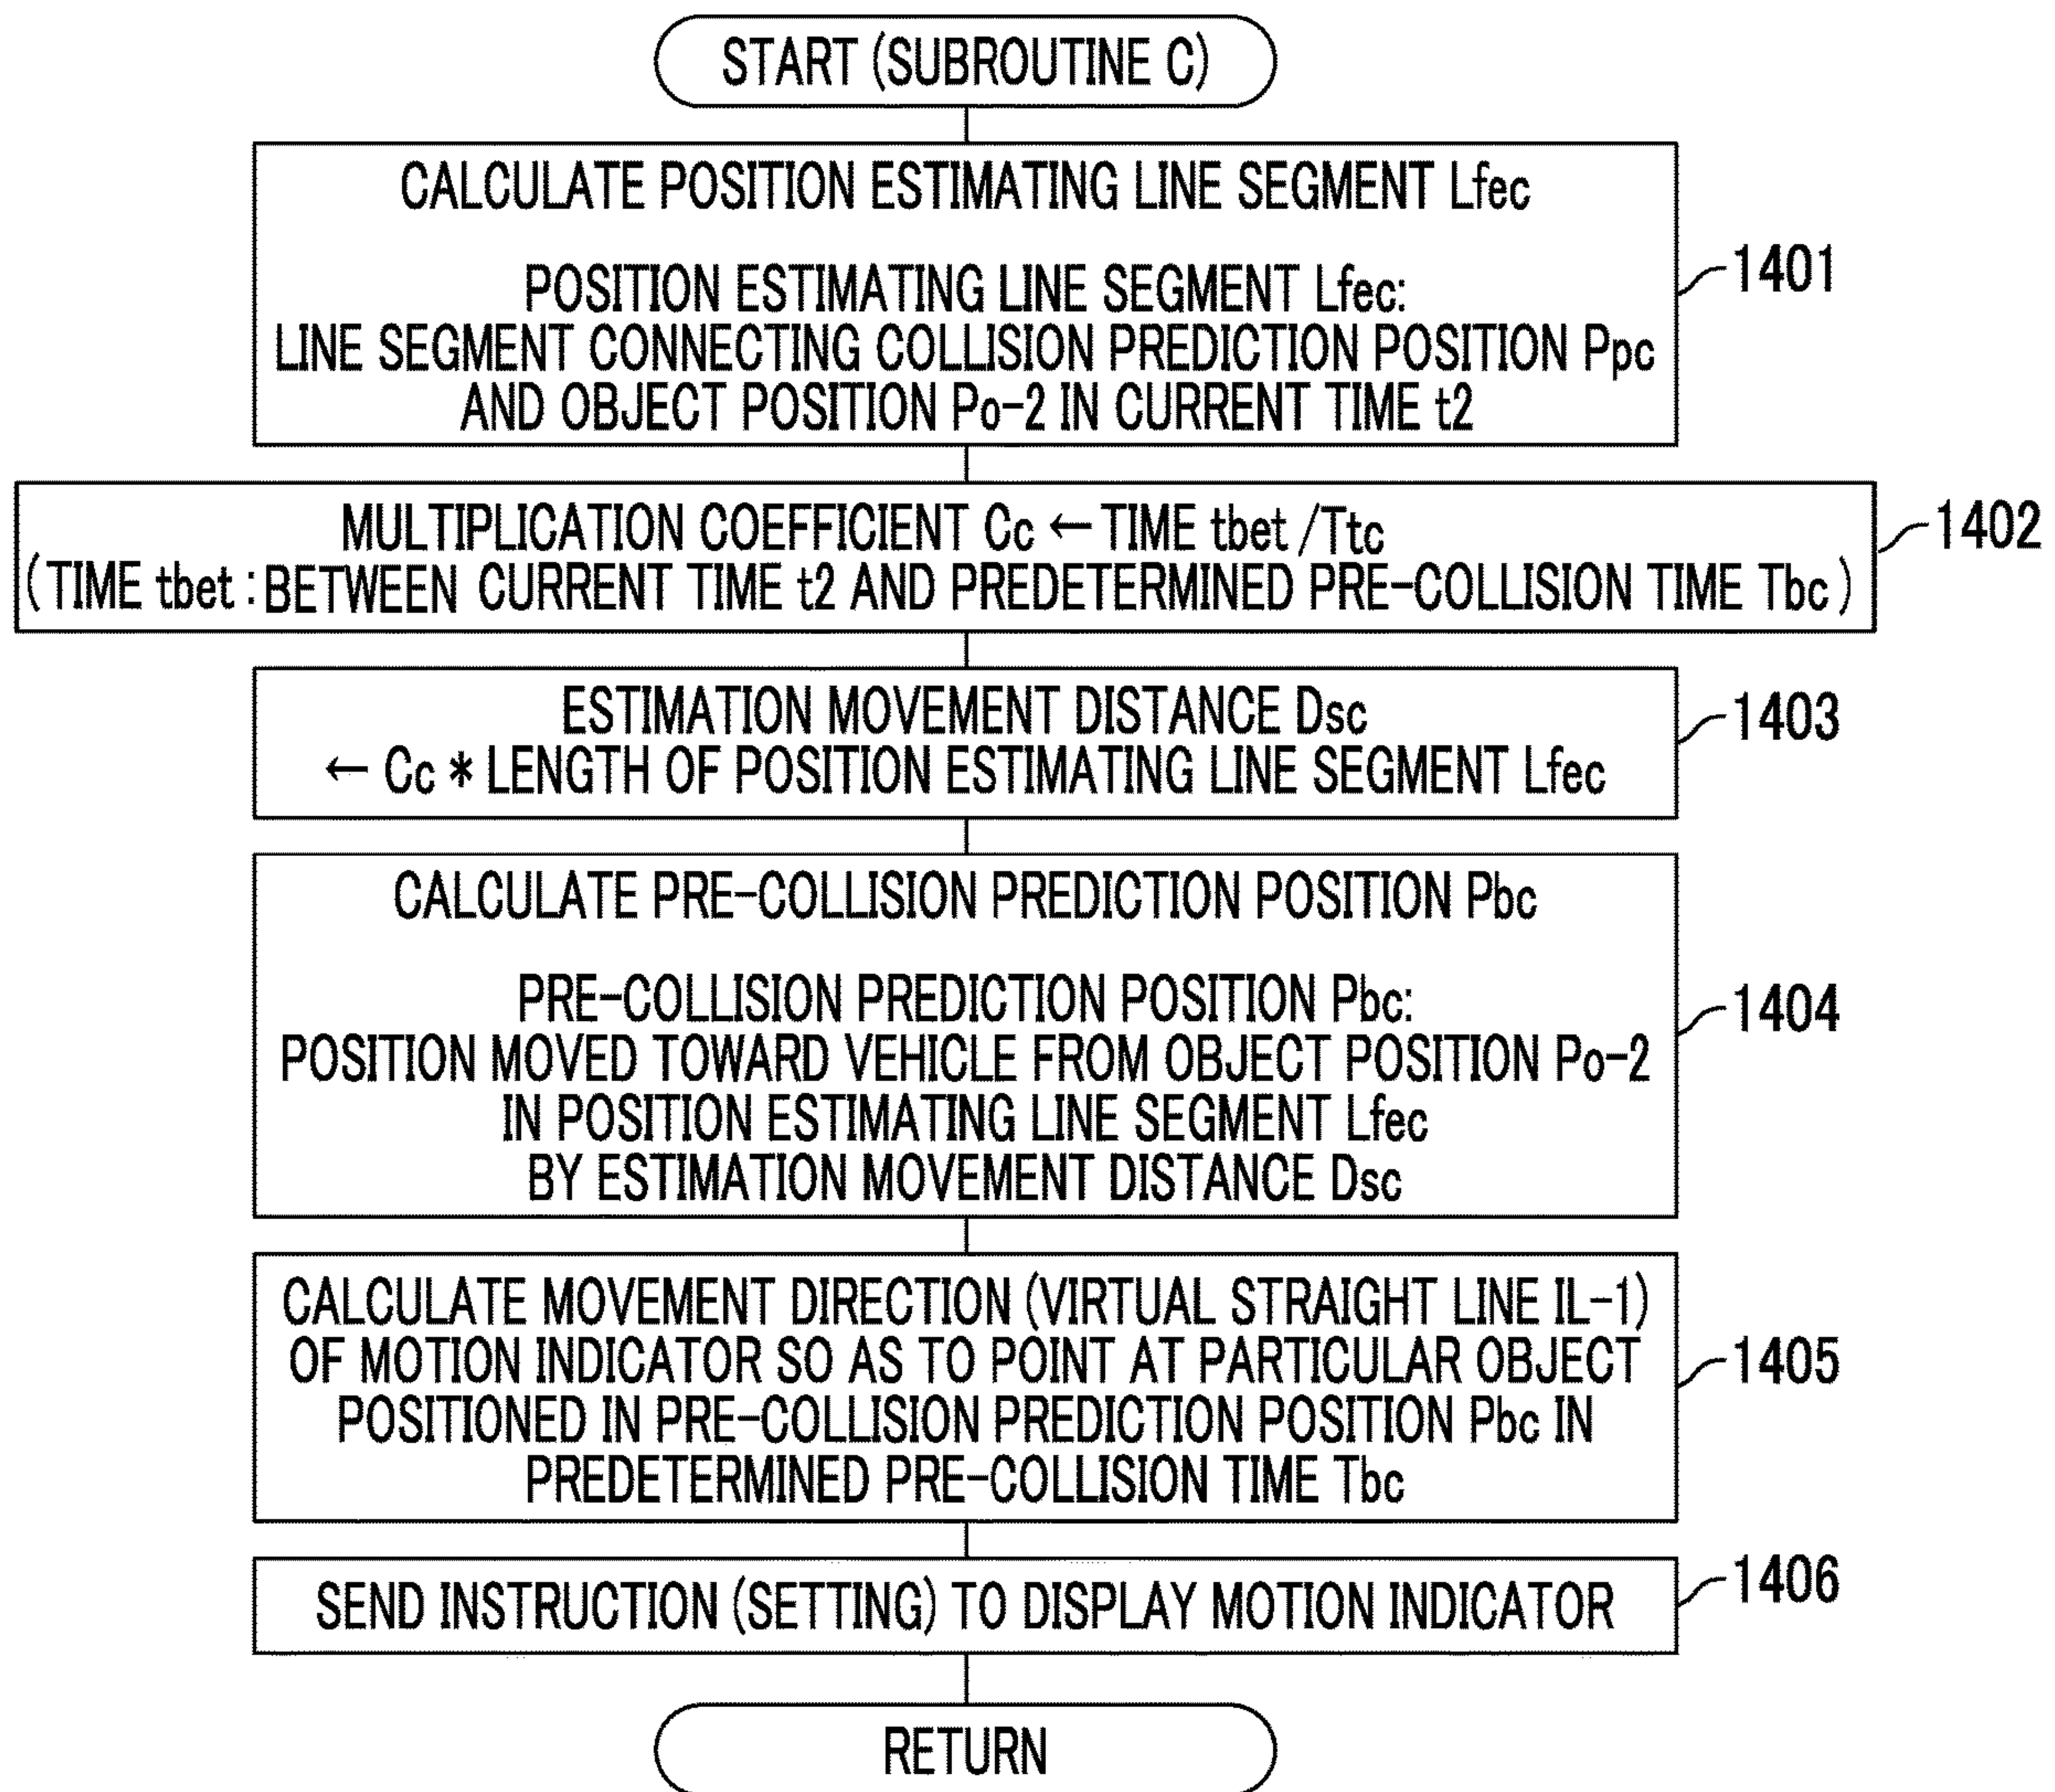 START (SUBROUTINE C)
CALCULATE POSITION ESTIMATING LINE SEGMENT Lfec
POSITION ESTIMATING LINE SEGMENT Lfec:
LINE SEGMENT CONNECTING COLLISION PREDICTION POSITION Ppc
AND OBJECT POSITION Po-2 IN CURRENT TIME t2
1401
MULTIPLICATION COEFFICIENT Cc ← TIME tbet /Ttc
(TIME tbet : BETWEEN CURRENT TIME t2 AND PREDETERMINED PRE-COLLISION TIME Tbc)
1402
ESTIMATION MOVEMENT DISTANCE Dsc
← Cc * LENGTH OF POSITION ESTIMATING LINE SEGMENT Lfec
1403
CALCULATE PRE-COLLISION PREDICTION POSITION Pbc
PRE-COLLISION PREDICTION POSITION Pbc:
POSITION MOVED TOWARD VEHICLE FROM OBJECT POSITION Po-2
IN POSITION ESTIMATING LINE SEGMENT Lfec
BY ESTIMATION MOVEMENT DISTANCE Dsc
1404
CALCULATE MOVEMENT DIRECTION (VIRTUAL STRAIGHT LINE IL-1)
OF MOTION INDICATOR SO AS TO POINT AT PARTICULAR OBJECT
POSITIONED IN PRE-COLLISION PREDICTION POSITION Pbc IN
PREDETERMINED PRE-COLLISION TIME Tbc
1405
SEND INSTRUCTION (SETTING) TO DISPLAY MOTION INDICATOR
1406
RETURN